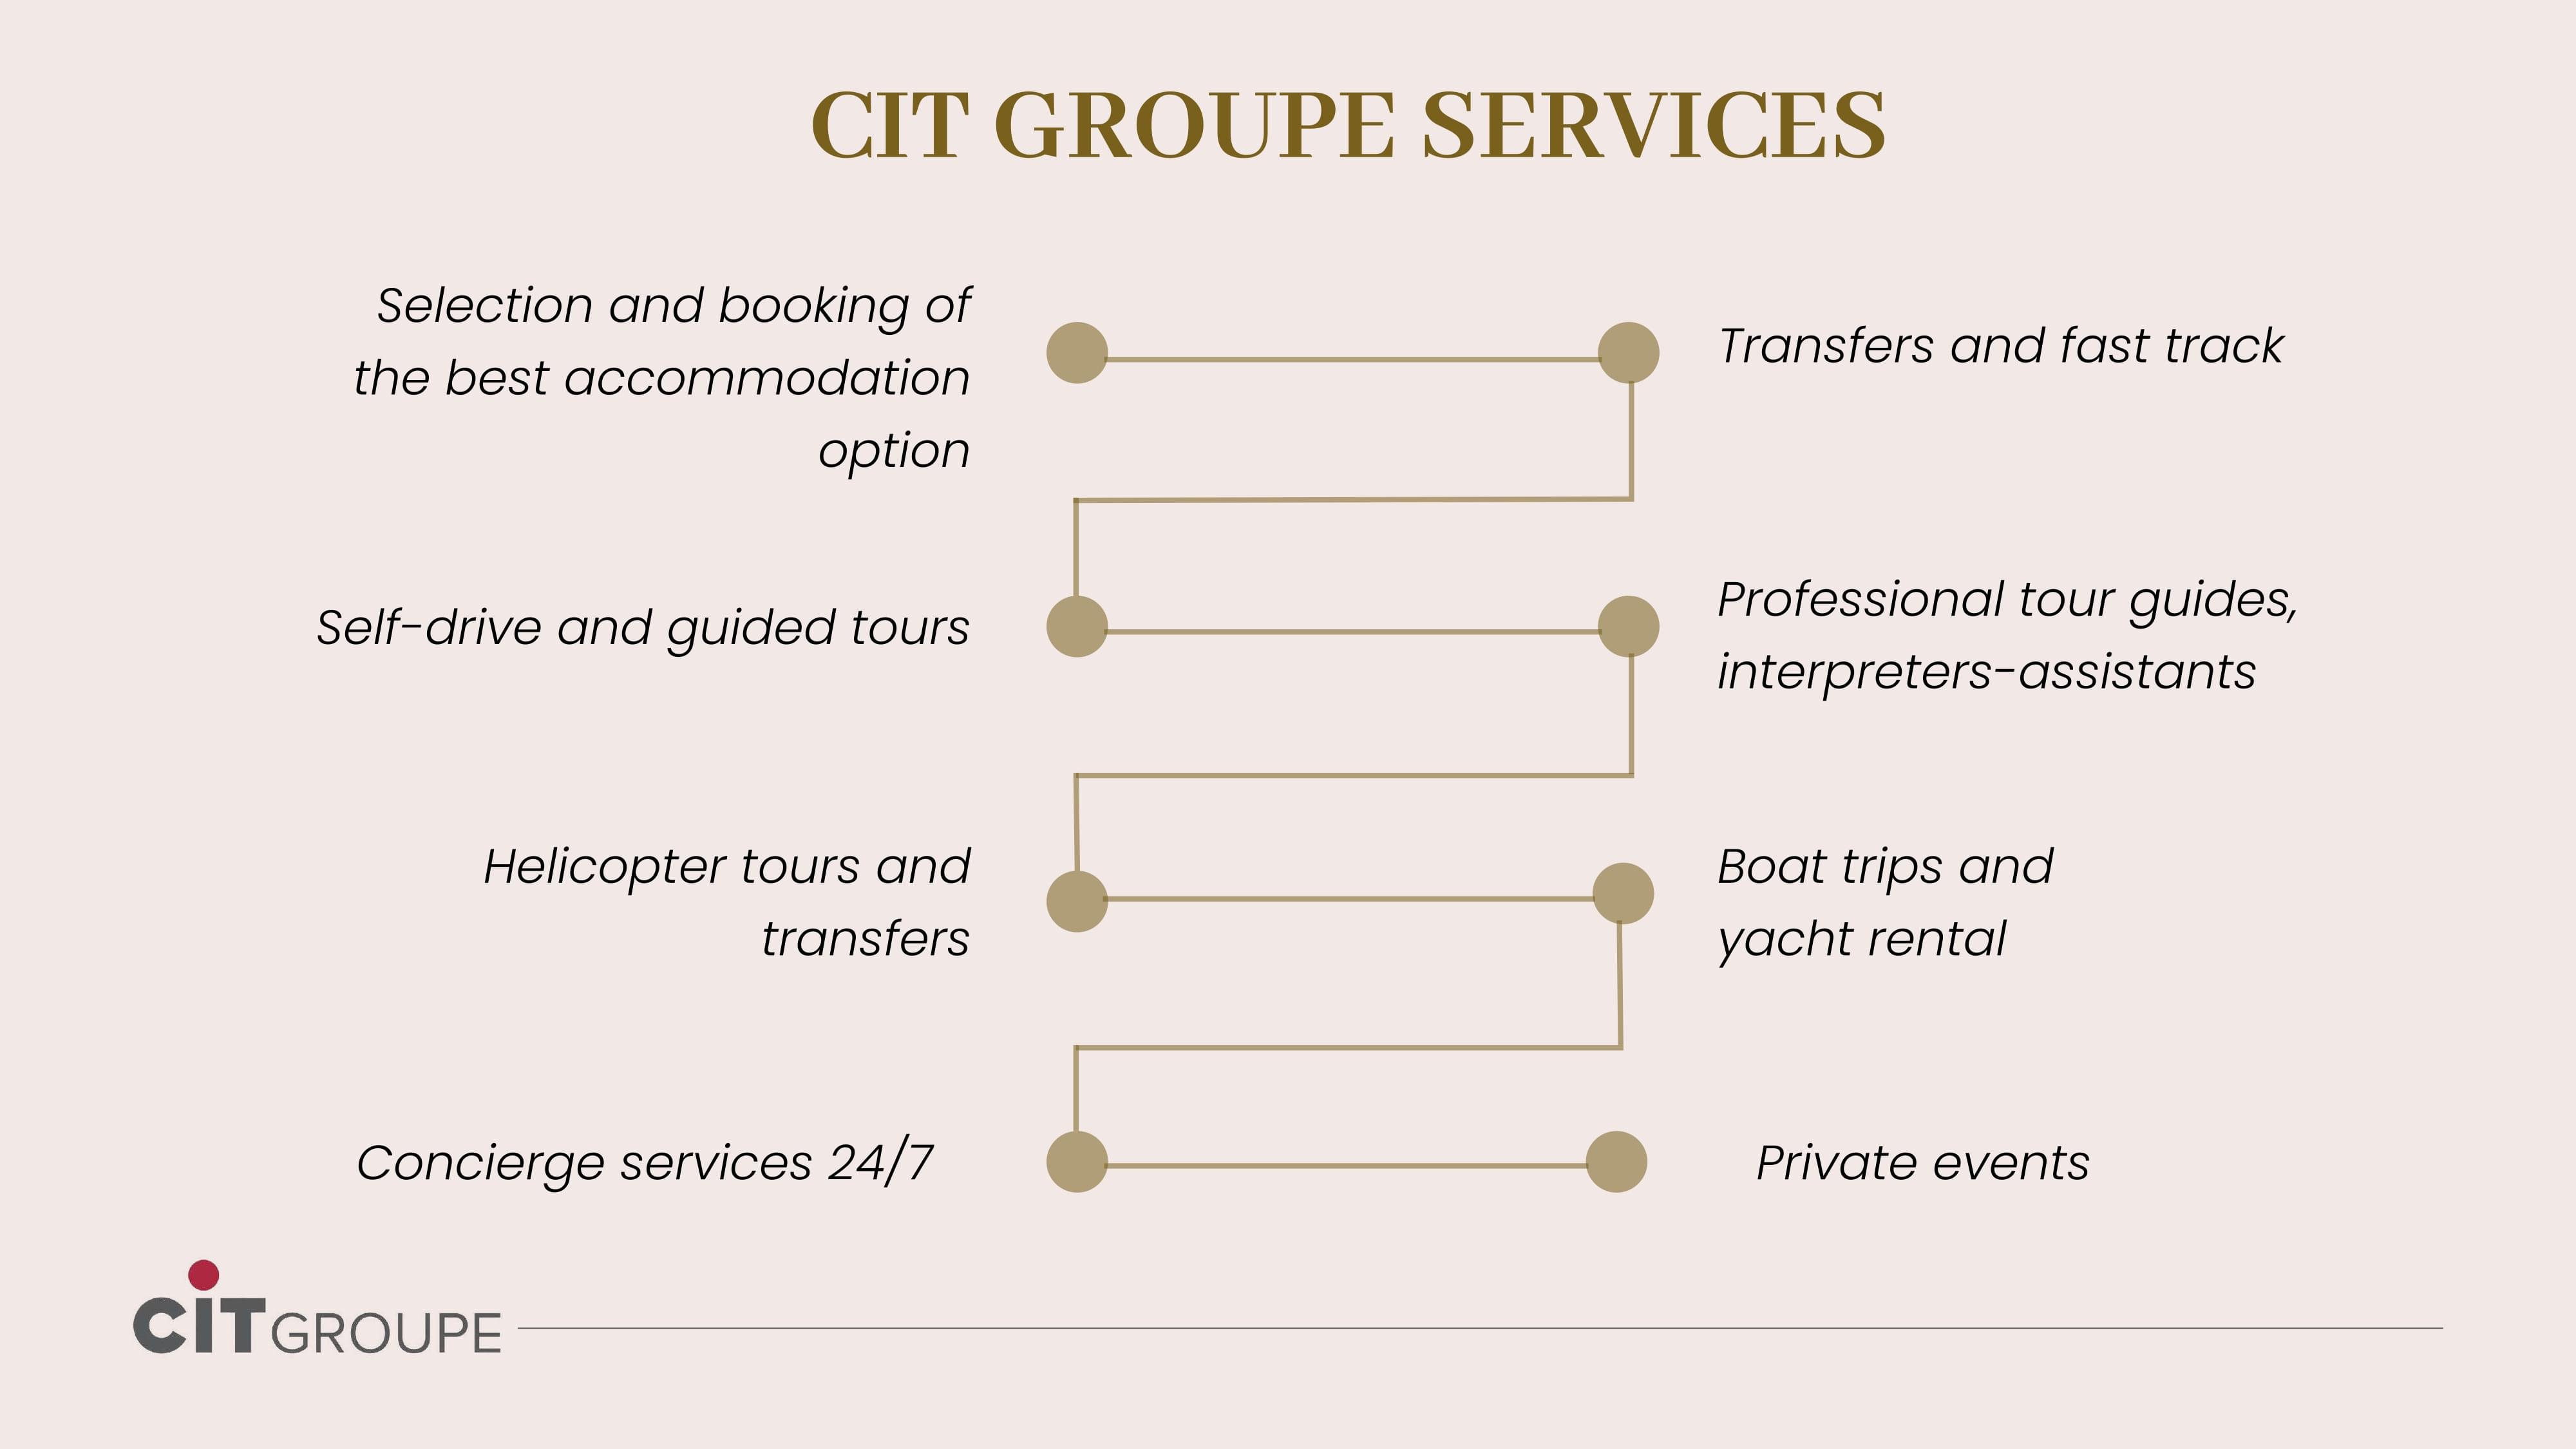 CIT GROUPE SERVICES
Selection and booking of
the best accommodation
option
Transfers and fast track
Self-drive and guided tours
Professional tour guides,
interpreters-assistants
Helicopter tours and
transfers
Boat trips and
yacht rental
Concierge services 24/7
Private events
CiT GROUPE